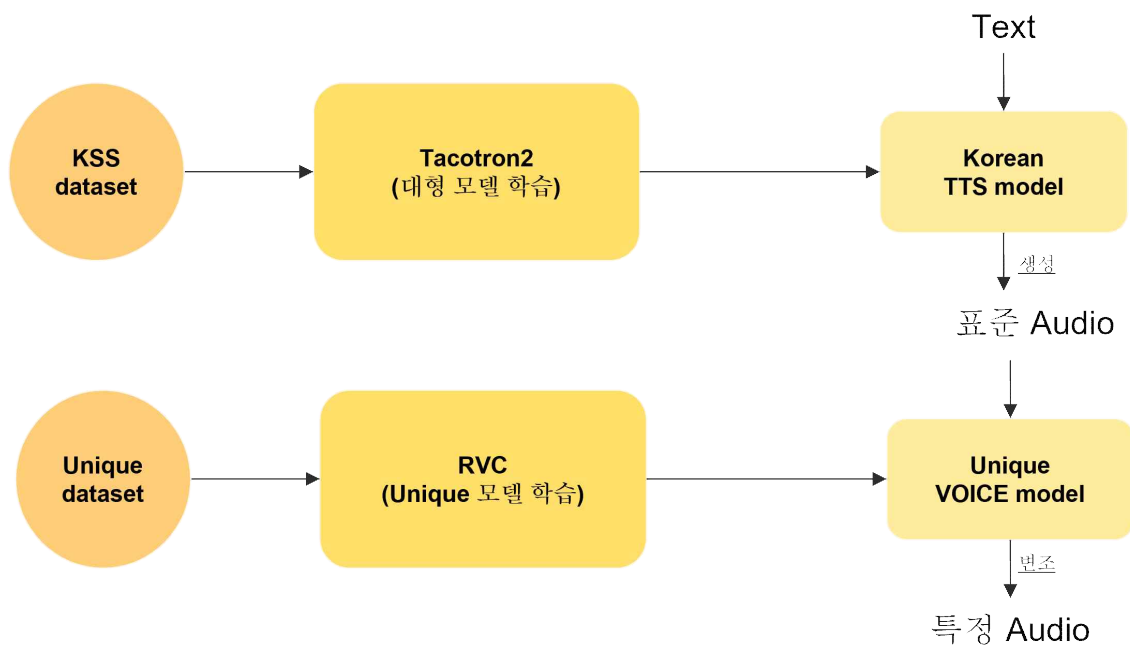 Text
KSS
dataset
Tacotron2
(대형 모델 학습)
Korean
TTS model
생성
표준 Audio
Unique
dataset
RVC
(Unique 모델 학습)
Unique
VOICE model
변조
특정 Audio